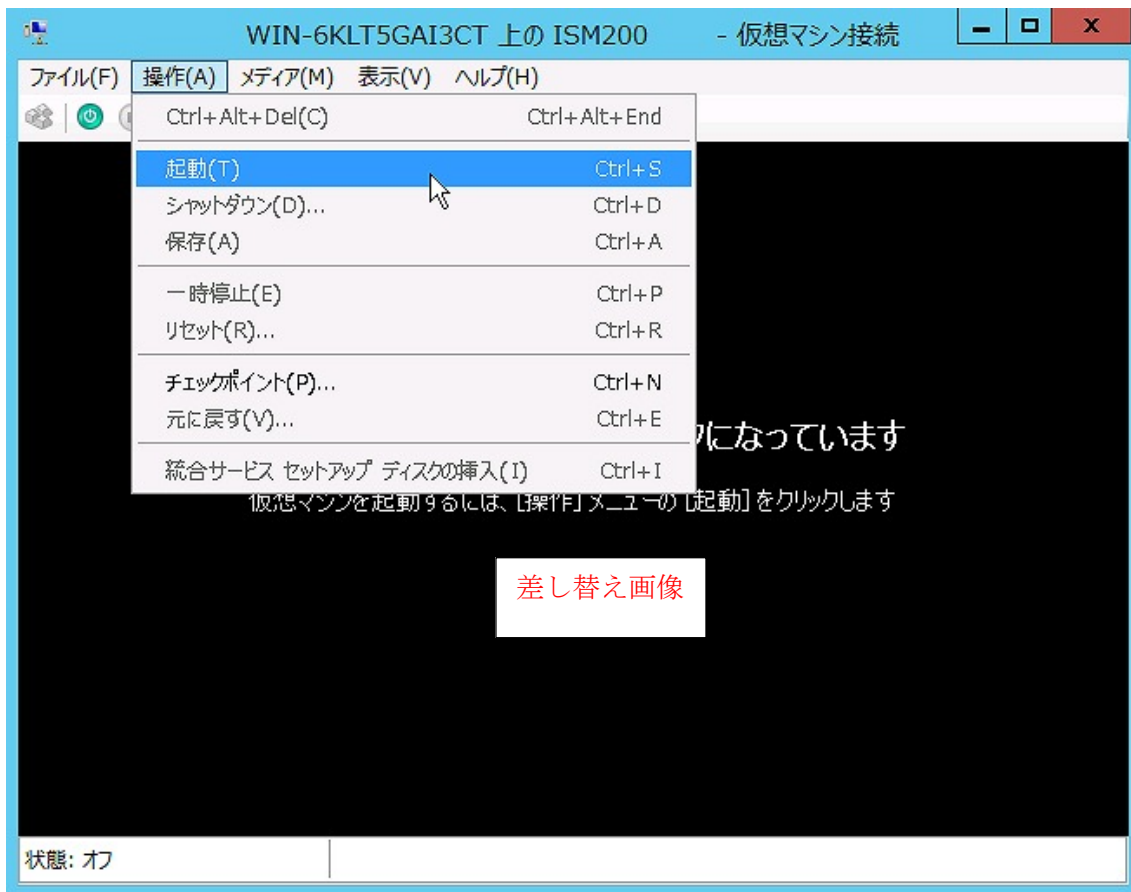 WIN-6KLT5GAI3CT 上の ISM200 - 仮想マシン接続
ファイル(F) 操作(A) メディア(M) 表示(V) ヘルプ(H)
Ctrl+Alt+Del(C) Ctrl+Alt+End
起動(T) Ctrl+S
シャットダウン(D)... Ctrl+D
保存(A) Ctrl+A
一時停止(E) Ctrl+P
リセット(R)... Ctrl+R
チェックポイント(P)... Ctrl+N
元に戻す(V)... Ctrl+E
になっています
統合サービス セットアップ ディスクの挿入(I) Ctrl+I
仮想マシンを起動するには、[操作] メニューの [起動] をクリックします
差し替え画像
状態: オフ